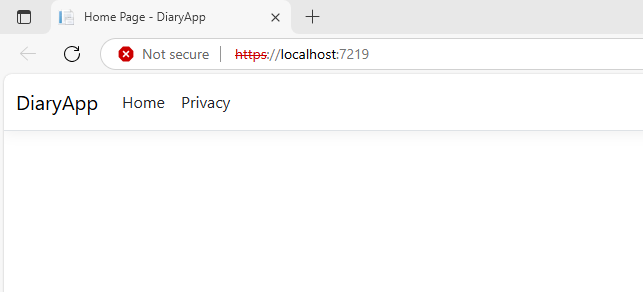 Home Page - DiaryApp
Not secure https://localhost:7219
DiaryApp Home Privacy